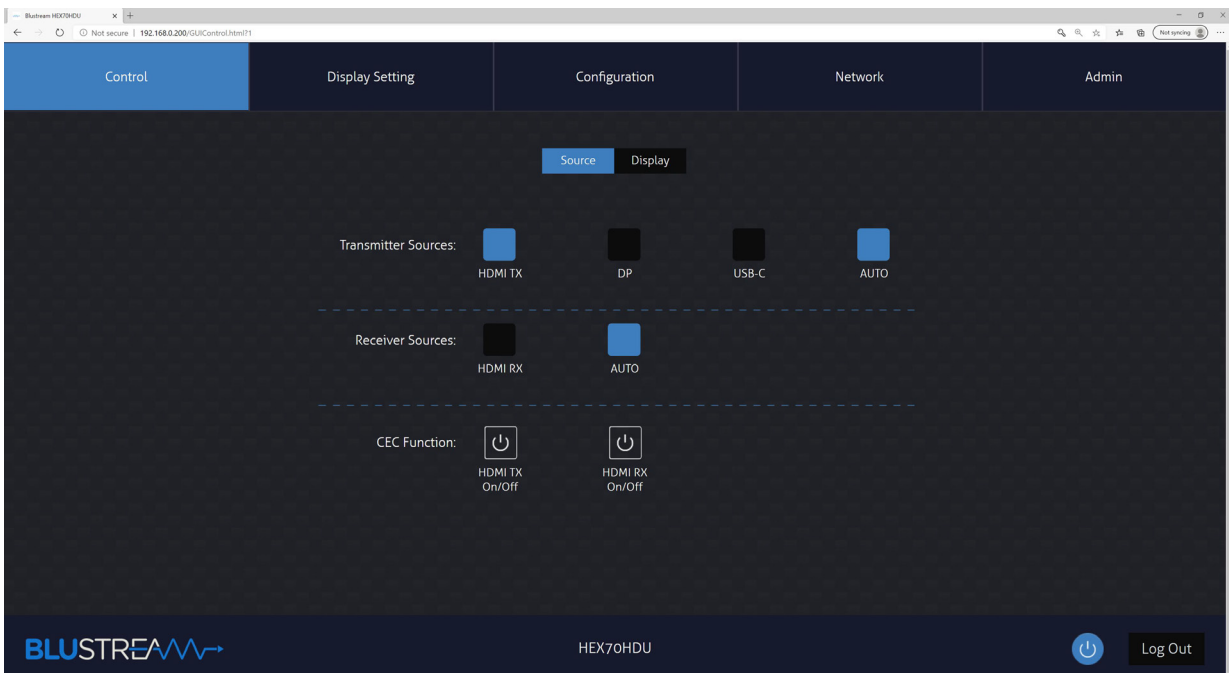 Blustream HEX70HDU
Not secure | 192.168.0.200/GUIControl.html?1
Not syncing
Control
Display Setting
Configuration
Network
Admin
Source
Display
Transmitter Sources:
HDMI TX
DP
USB-C
AUTO
Receiver Sources:
HDMI RX
AUTO
CEC Function:
HDMI TX
On/Off
HDMI RX
On/Off
BLUSTREAM
HEX70HDU
Log Out